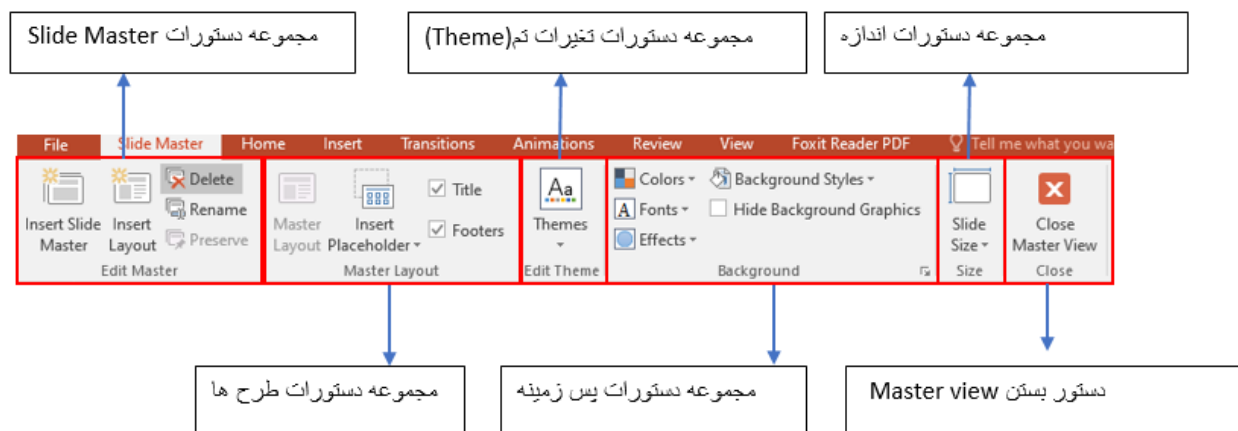 مجموعه دستورات Slide Master
مجموعه دستورات تغیرات تم(Theme)
مجموعه دستورات اندازه
File Slide Master Home Insert Transitions Animations Review View Foxit Reader PDF Tell me what you wa
Insert Slide Master
Insert Layout
Delete
Rename
Preserve
Edit Master
Master Layout
Insert Placeholder
Title
Footers
Master Layout
Aa
Themes
Edit Theme
Colors
A Fonts
Effects
Background Styles
Hide Background Graphics
Background
Slide Size
Size
Close Master View
Close
مجموعه دستورات طرح ها
مجموعه دستورات پس زمینه
دستور بستن Master view